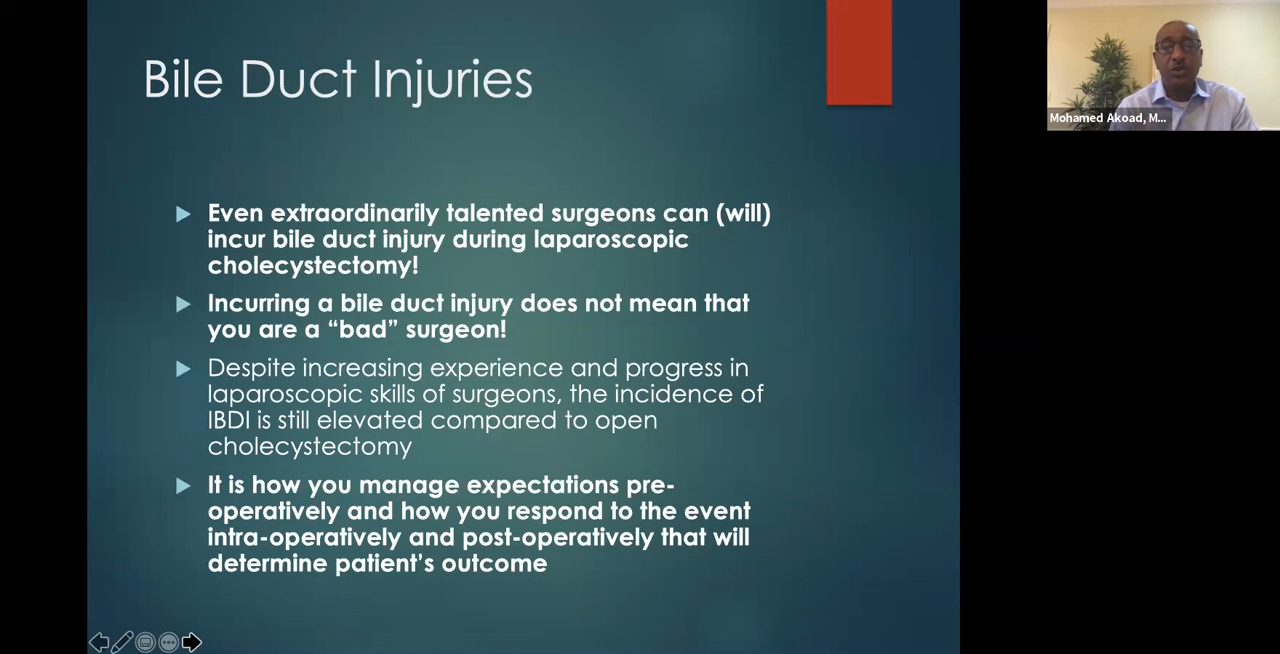 Bile Duct Injuries
Even extraordinarily talented surgeons can (will)
incur bile duct injury during laparoscopic
cholecystectomy!
Incurring a bile duct injury does not mean that
you are a “bad” surgeon!
Despite increasing experience and progress in
laparoscopic skills of surgeons, the incidence of
IBDI is still elevated compared to open
cholecystectomy
It is how you manage expectations pre-
operatively and how you respond to the event
intra-operatively and post-operatively that will
determine patient’s outcome
Mohamed Akoad, M...